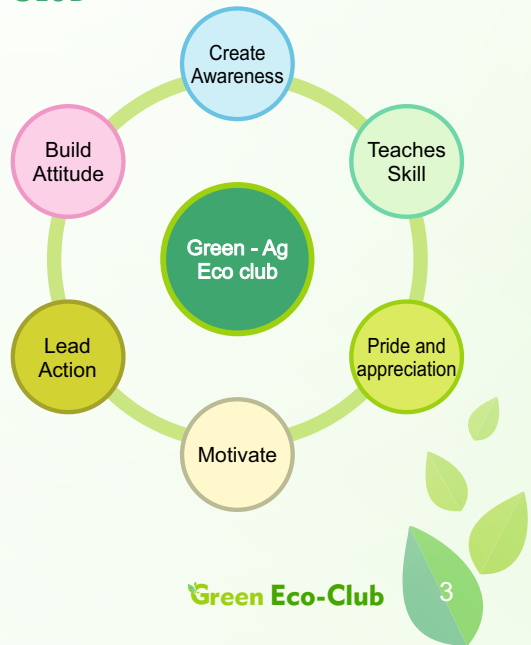 Create
Awareness
Build
Attitude
Teaches
Skill
Green - Ag
Eco club
Lead
Action
Pride and
appreciation
Motivate
Green Eco-Club
3